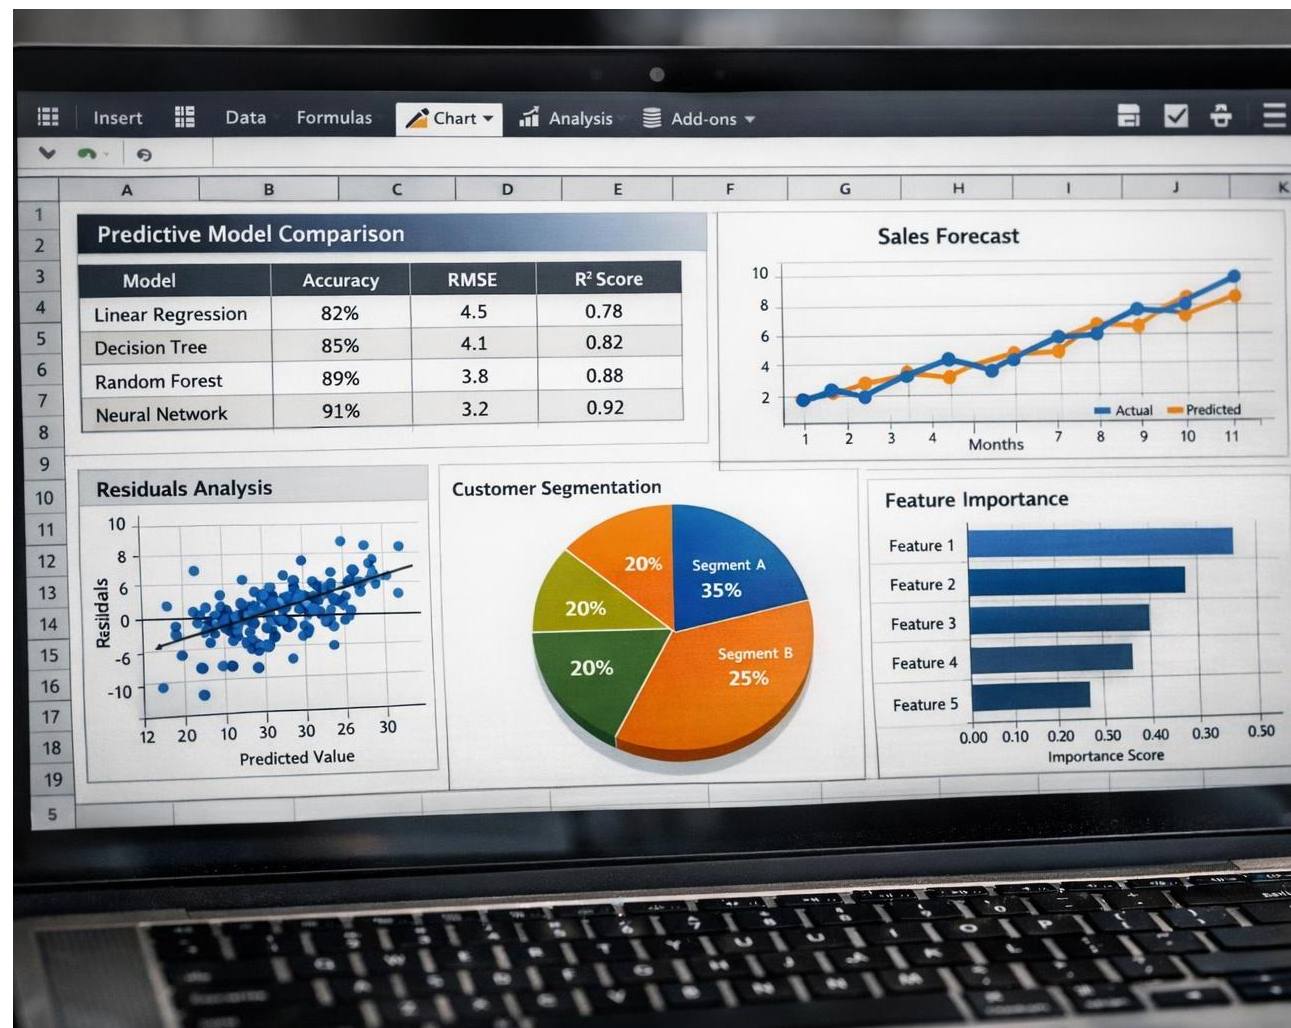 Insert Data Formulas Chart Analysis Add-ons
A B C D E F G H I J K
1
2
3
4
5
6
7
8
9
10
11
12
13
14
15
16
17
18
19
5
Predictive Model Comparison
Model Accuracy RMSE R² Score
Linear Regression 82% 4.5 0.78
Decision Tree 85% 4.1 0.82
Random Forest 89% 3.8 0.88
Neural Network 91% 3.2 0.92
Sales Forecast
10
8
6
4
2
Actual Predicted
1 2 3 4 7 8 9 10 11
Months
Residuals Analysis
Resildals
10
8
6
0
-6
-10
12 20 10 30 30 26 30
Predicted Value
Customer Segmentation
20%
Segment A
35%
20%
Segment B
25%
20%
Feature Importance
Feature 1
Feature 2
Feature 3
Feature 4
Feature 5
0.00 0.10 0.20 0.50 0.40 0.30 0.50
Importance Score